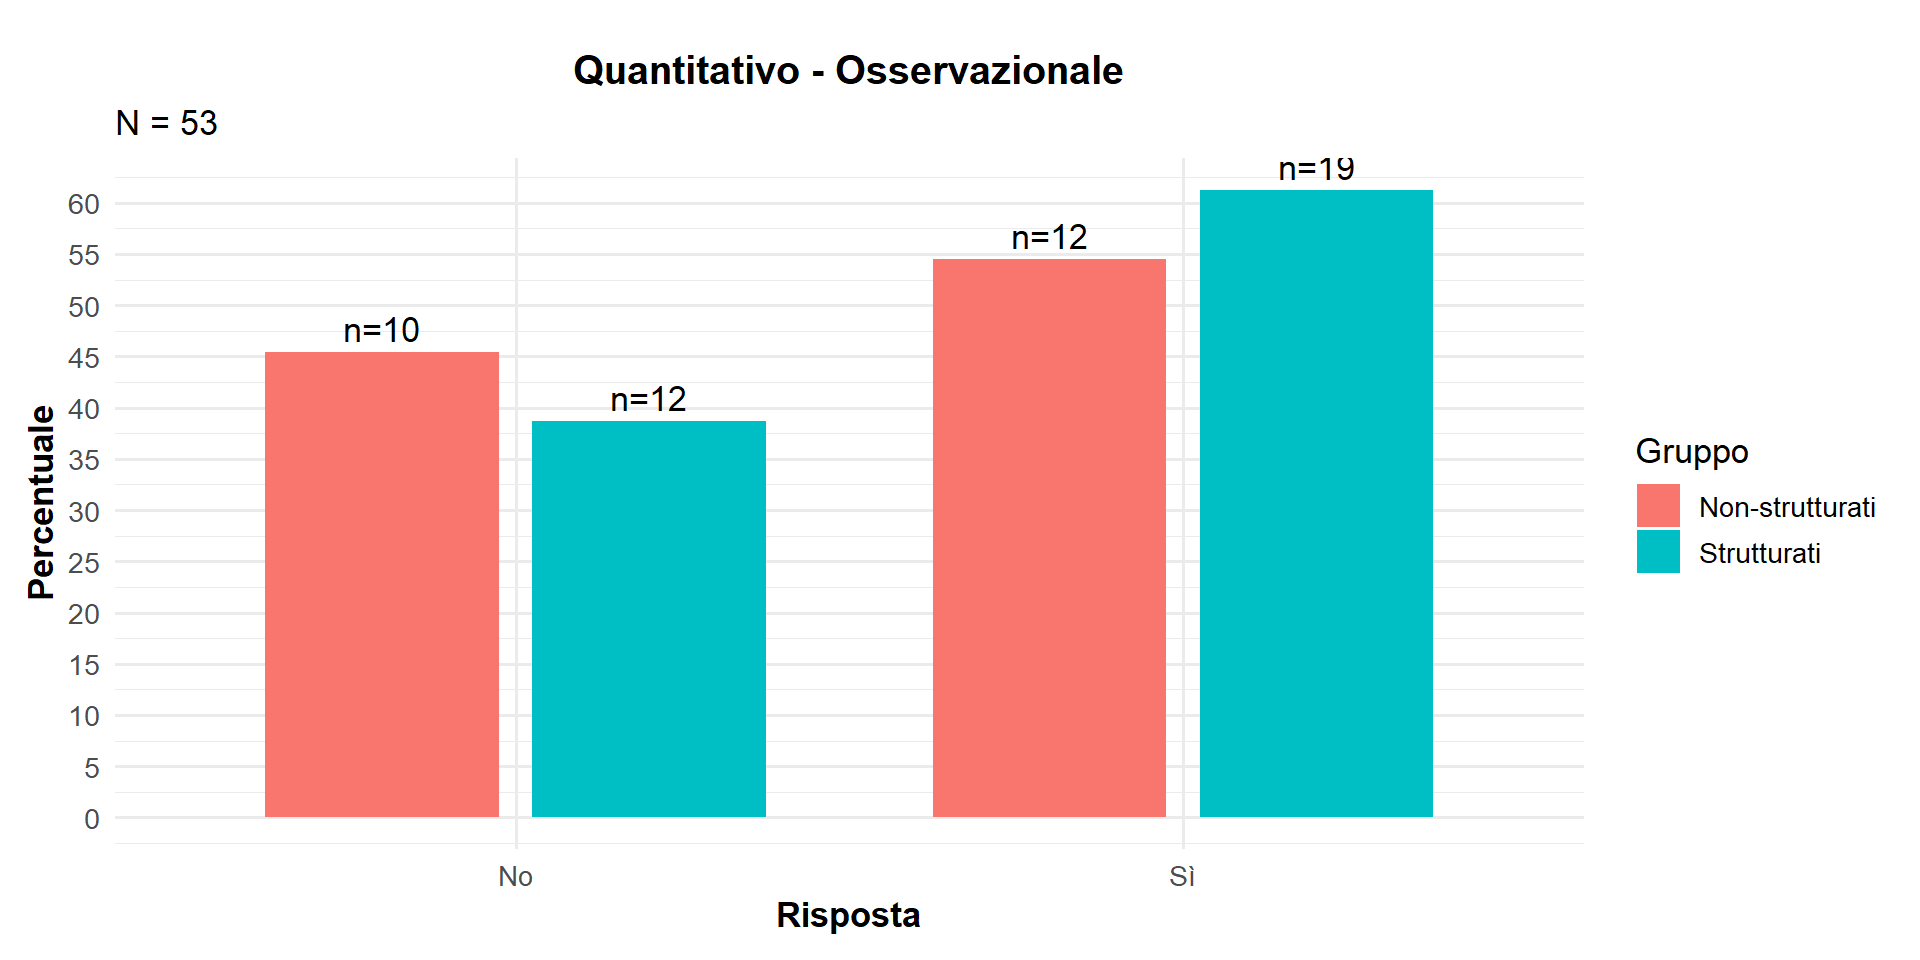 Quantitativo - Osservazionale
N = 53
Percentuale
60
55
50
45
40
35
30
25
20
15
10
5
0
n=10
n=12
n=12
n=19
No
Sì
Risposta
Gruppo
Non-strutturati
Strutturati